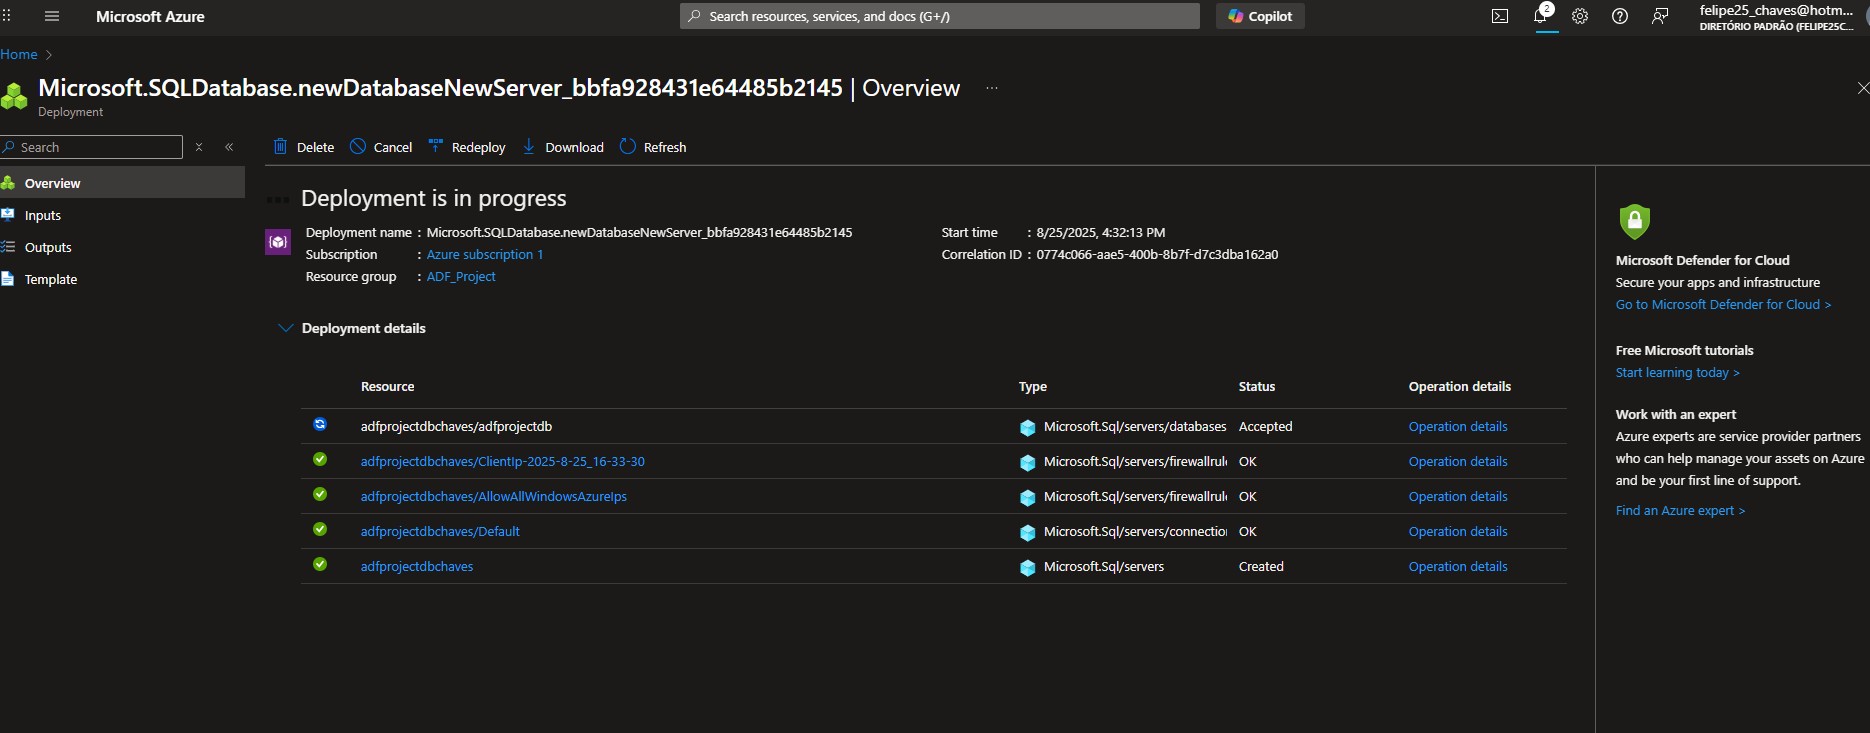 Microsoft Azure
Search resources, services, and docs (G+/)
Copilot
2
felipe25_chaves@hotm...
DIRETÓRIO PADRÃO (FELIPE25C...
Home
Microsoft.SQLDatabase.newDatabaseNewServer_bbfa928431e64485b2145 | Overview ...
Deployment
Search
Delete Cancel Redeploy Download Refresh
Overview
Inputs
Outputs
Template
Deployment is in progress
Deployment name : Microsoft.SQLDatabase.newDatabaseNewServer_bbfa928431e64485b2145
Subscription : Azure subscription 1
Resource group : ADF_Project
Start time : 8/25/2025, 4:32:13 PM
Correlation ID : 0774c066-aae5-400b-8b7f-d7c3dba162a0
Deployment details
Resource Type Status Operation details
adfprojectdbchaves/adfprojectdb Microsoft.Sql/servers/databases Accepted Operation details
adfprojectdbchaves/ClientIp-2025-8-25_16-33-30 Microsoft.Sql/servers/firewallrul OK Operation details
adfprojectdbchaves/AllowAllWindowsAzureIps Microsoft.Sql/servers/firewallrul OK Operation details
adfprojectdbchaves/Default Microsoft.Sql/servers/connectio OK Operation details
adfprojectdbchaves Microsoft.Sql/servers Created Operation details
Microsoft Defender for Cloud
Secure your apps and infrastructure
Go to Microsoft Defender for Cloud >
Free Microsoft tutorials
Start learning today >
Work with an expert
Azure experts are service provider partners
who can help manage your assets on Azure
and be your first line of support.
Find an Azure expert >